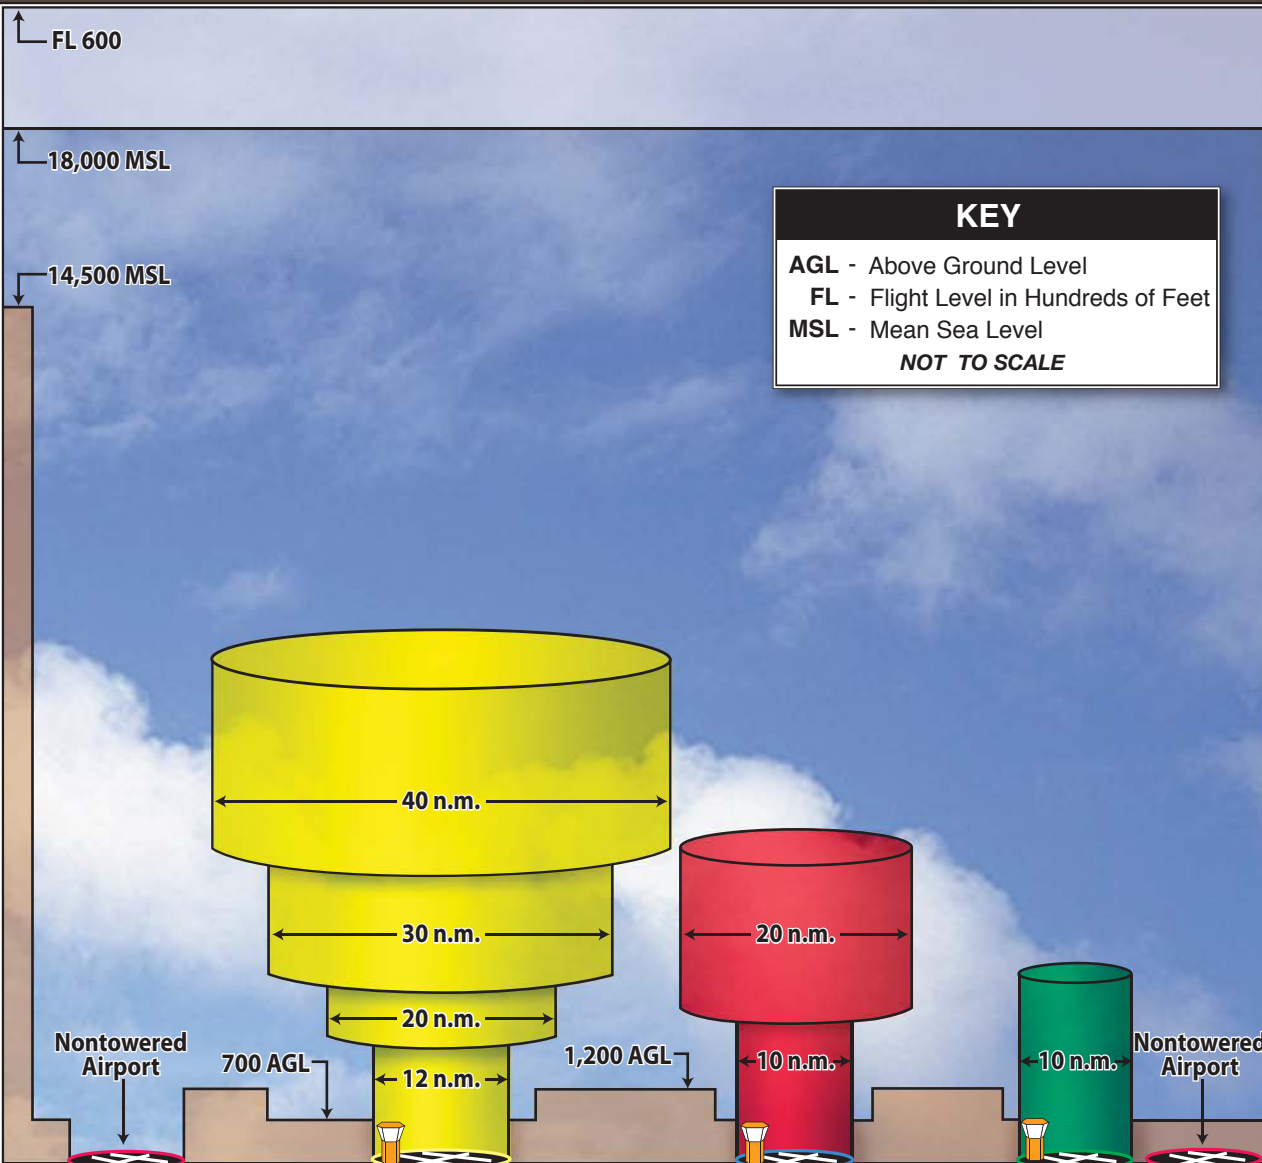 FL 600
18,000 MSL
14,500 MSL
KEY
AGL - Above Ground Level
FL - Flight Level in Hundreds of Feet
MSL - Mean Sea Level
NOT TO SCALE
40 n.m.
30 n.m.
20 n.m.
20 n.m.
Nontowered
Airport
700 AGL
12 n.m.
1,200 AGL
10 n.m.
10 n.m.
Nontowered
Airport